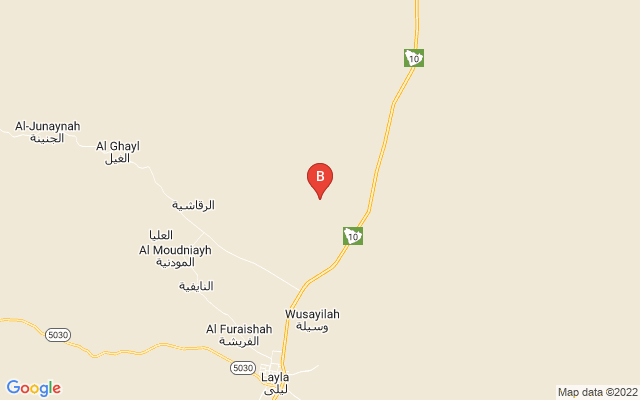 10
Al-Junaynah
الجنينة
Al Ghayl
الغيل
B
الرقاشية
10
العليا
Al Moudniayh
المودنية
النايفية
Wusayilah
وسيلة
Al Furaishah
الفريشة
5030
5030
Layla
ليلى
Google
Map data ©2022